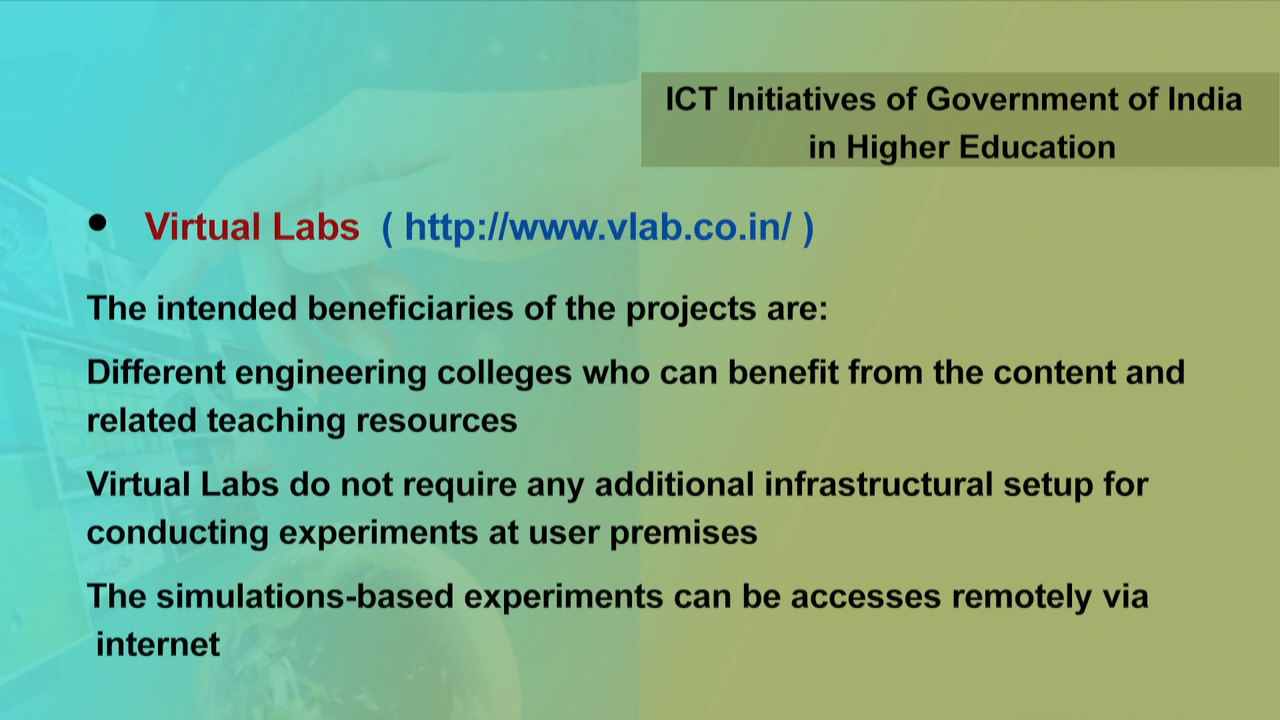 ICT Initiatives of Government of India
in Higher Education
• Virtual Labs ( http://www.vlab.co.in/ )
The intended beneficiaries of the projects are:
Different engineering colleges who can benefit from the content and
related teaching resources
Virtual Labs do not require any additional infrastructural setup for
conducting experiments at user premises
The simulations-based experiments can be accesses remotely via
internet